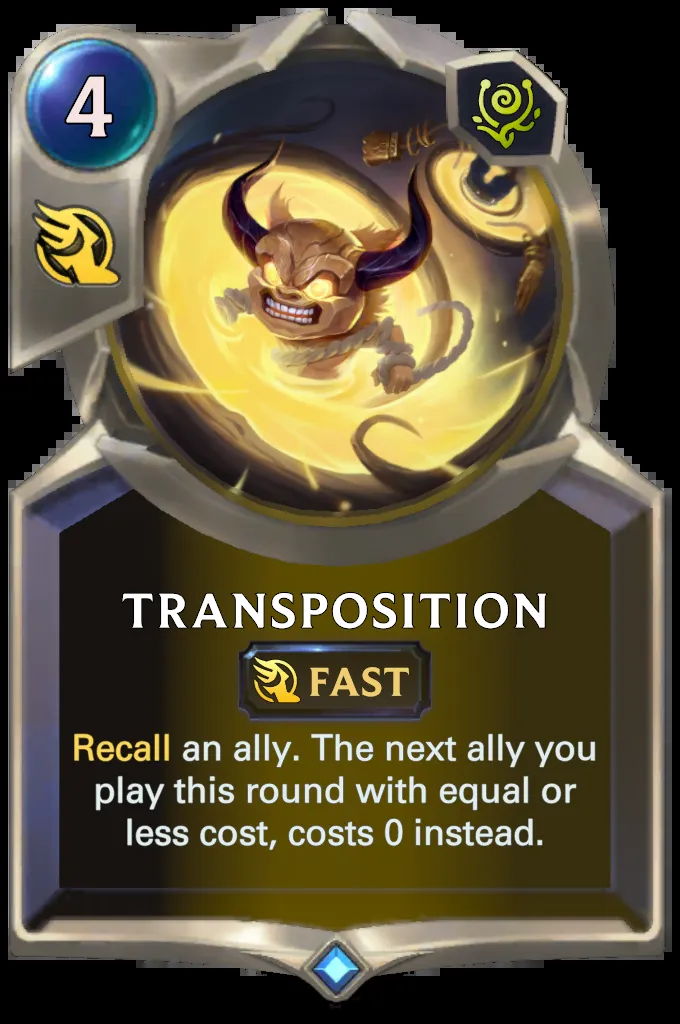 4
TRANSPOSITION
FAST
Recall an ally. The next ally you
play this round with equal or
less cost, costs 0 instead.